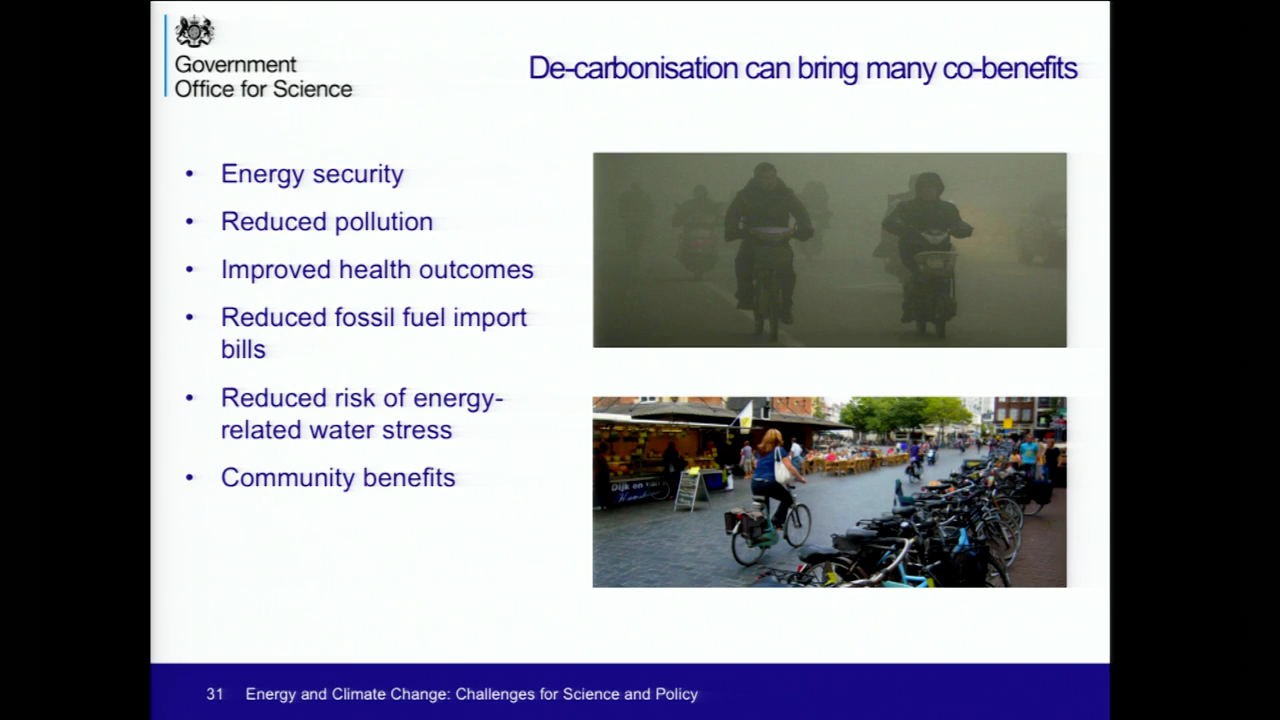 Government
Office for Science
De-carbonisation can bring many co-benefits
• Energy security
• Reduced pollution
• Improved health outcomes
• Reduced fossil fuel import
bills
• Reduced risk of energy-
related water stress
• Community benefits
Dijk en
31 Energy and Climate Change: Challenges for Science and Policy